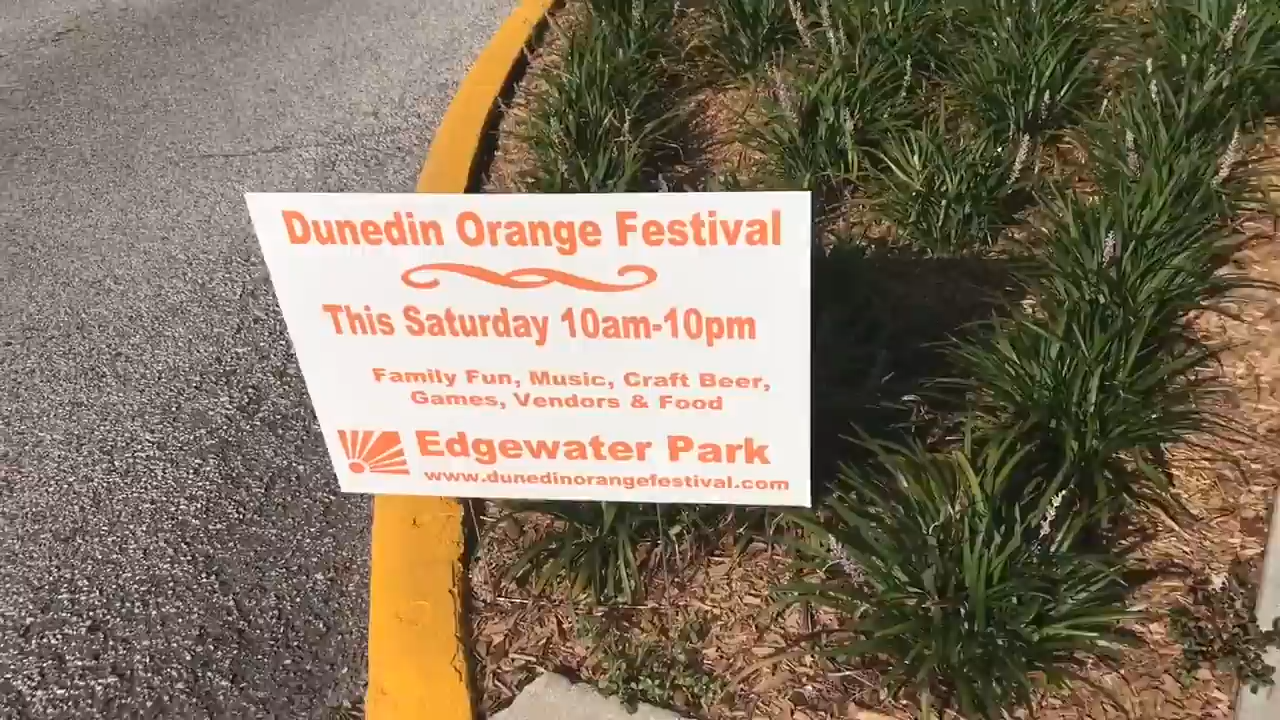 Dunedin Orange Festival
This Saturday 10am-10pm
Family Fun, Music, Craft Beer,
Games, Vendors & Food
Edgewater Park
www.dunedinorangefestival.com